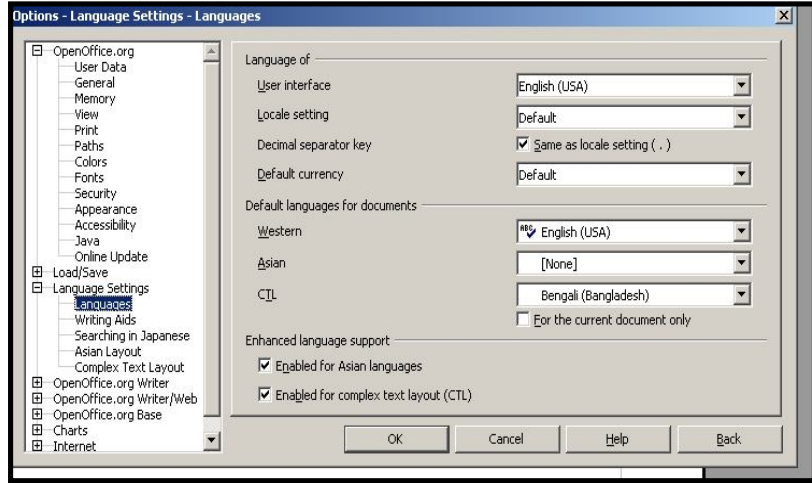 Options - Language Settings - Languages
OpenOffice.org
User Data
General
Memory
View
Print
Paths
Colors
Fonts
Security
Appearance
Accessibility
Java
Online Update
Load/Save
Language Settings
Languages
Writing Aids
Searching in Japanese
Asian Layout
Complex Text Layout
OpenOffice.org Writer
OpenOffice.org Writer/Web
OpenOffice.org Base
Charts
Internet
Language of
User interface English (USA)
Locale setting Default
Decimal separator key Same as locale setting ( . )
Default currency Default
Default languages for documents
Western ABC English (USA)
Asian [None]
CTL Bengali (Bangladesh)
For the current document only
Enhanced language support
Enabled for Asian languages
Enabled for complex text layout (CTL)
OK Cancel Help Back